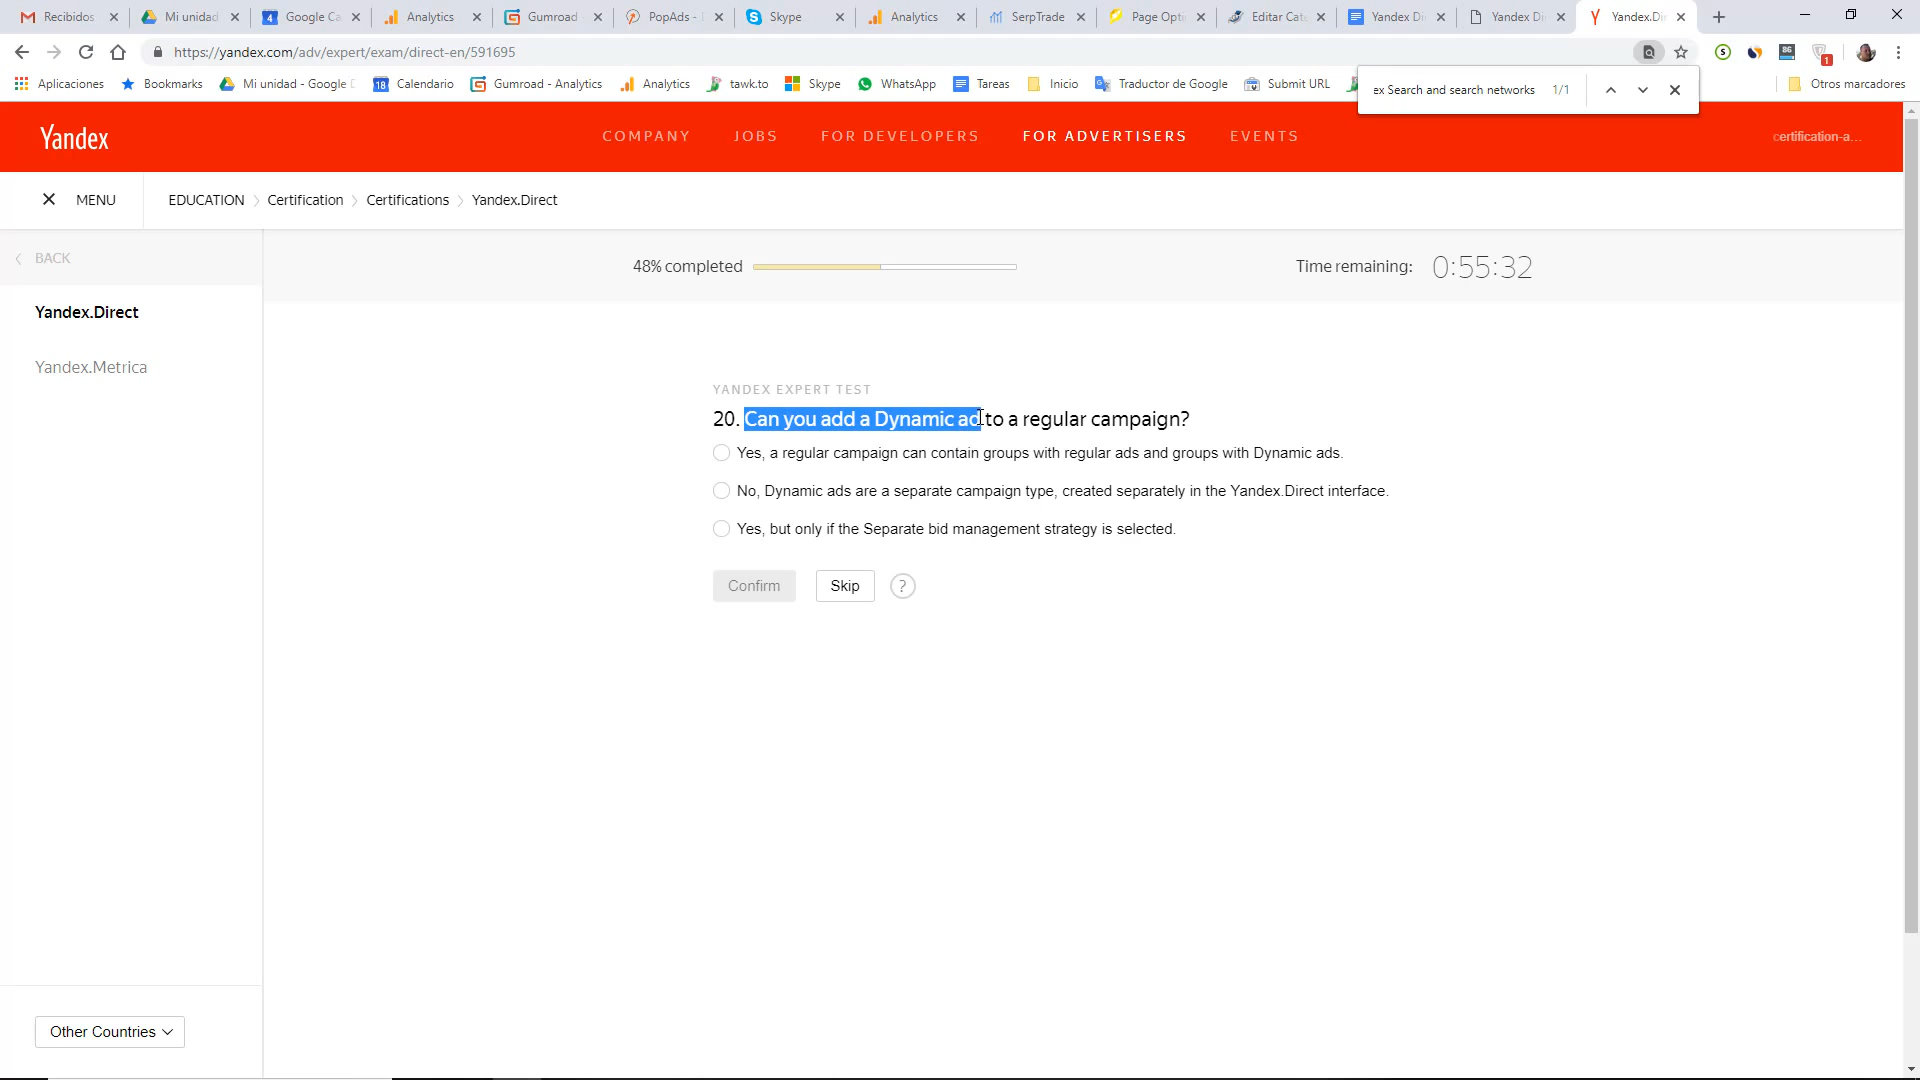 Recibidos
Mi unidad
Google Ca
Analytics
Gumroad
PopAds -
Skype
Analytics
SerpTrade
Page Opti
Editar Cate
Yandex Di
Yandex Di
Yandex.Di
https://yandex.com/adv/expert/exam/direct-en/591695
Aplicaciones
Bookmarks
Mi unidad - Google D
Calendario
Gumroad - Analytics
Analytics
tawk.to
Skype
WhatsApp
Tareas
Inicio
Traductor de Google
Submit URL
ex Search and search networks 1/1
Otros marcadores
Yandex
COMPANY
JOBS
FOR DEVELOPERS
FOR ADVERTISERS
EVENTS
certification-a...
MENU
EDUCATION
Certification
Certifications
Yandex.Direct
BACK
48% completed
Time remaining: 0:55:32
Yandex.Direct
Yandex.Metrica
YANDEX EXPERT TEST
20. Can you add a Dynamic ad to a regular campaign?
Yes, a regular campaign can contain groups with regular ads and groups with Dynamic ads.
No, Dynamic ads are a separate campaign type, created separately in the Yandex.Direct interface.
Yes, but only if the Separate bid management strategy is selected.
Confirm
Skip
?
Other Countries